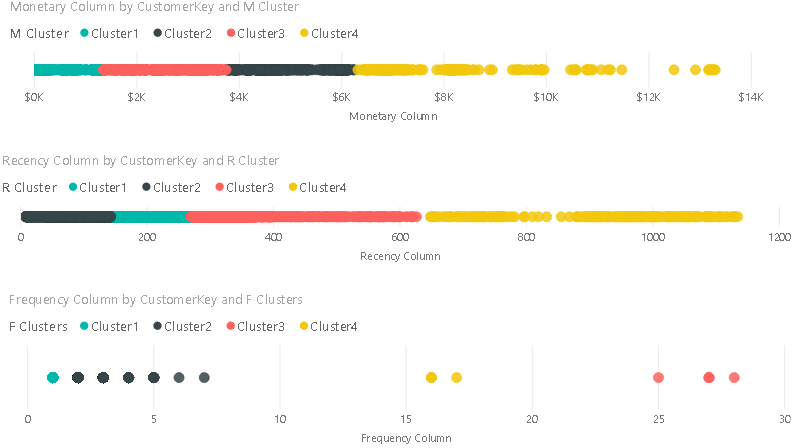 Monetary Column by CustomerKey and M Cluster
M Cluster Cluster1 Cluster2 Cluster3 Cluster4
$0K $2K $4K $6K $8K $10K $12K $14K
Monetary Column
Recency Column by CustomerKey and R Cluster
R Cluster Cluster1 Cluster2 Cluster3 Cluster4
0 200 400 600 800 1000 1200
Recency Column
Frequency Column by CustomerKey and F Clusters
F Clusters Cluster1 Cluster2 Cluster3 Cluster4
0 5 10 15 20 25 30
Frequency Column